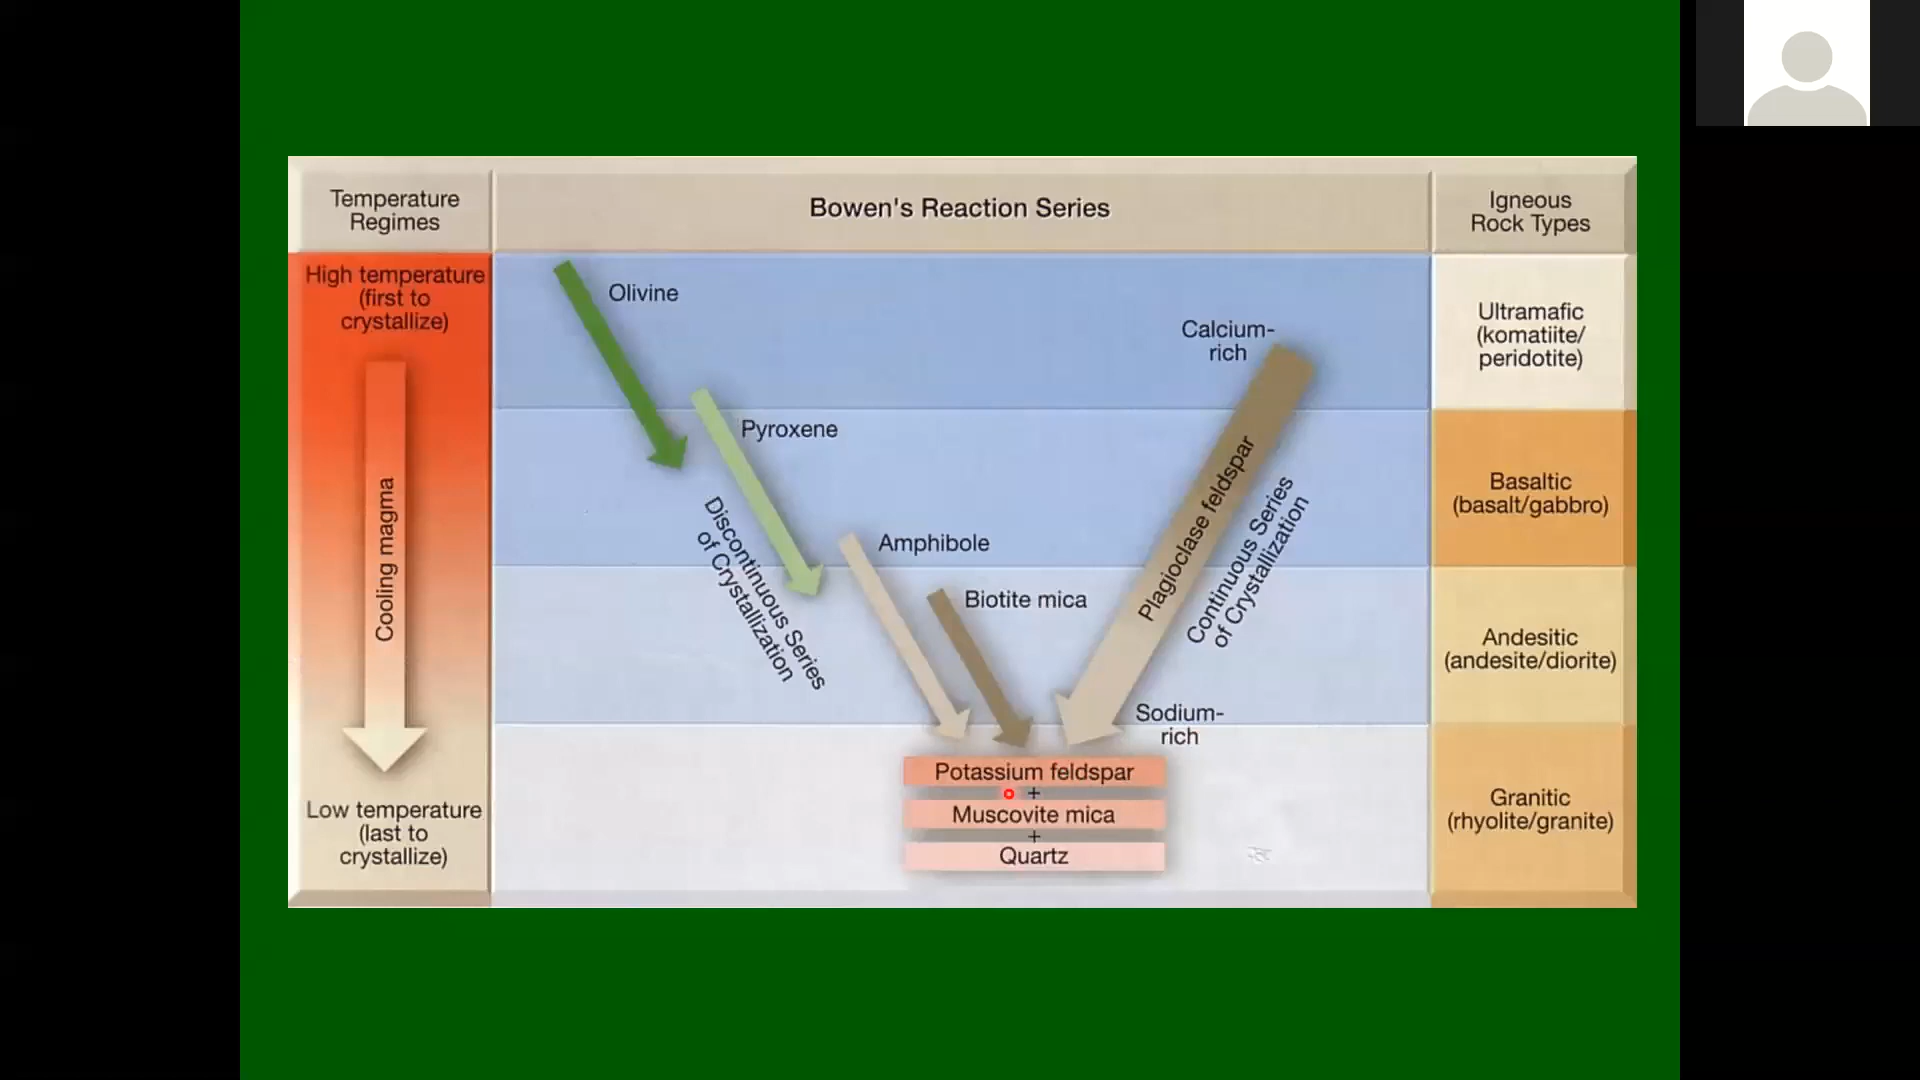 Temperature
Regimes
Bowen's Reaction Series
Igneous
Rock Types
High temperature
(first to
crystallize)
Cooling magma
Low temperature
(last to
crystallize)
Olivine
Pyroxene
Discontinuous Series
of Crystallization
Amphibole
Biotite mica
Calcium-
rich
Plagioclase feldspar
Continuous Series
of Crystallization
Sodium-
rich
Potassium feldspar
+
Muscovite mica
+
Quartz
Ultramafic
(komatiite/
peridotite)
Basaltic
(basalt/gabbro)
Andesitic
(andesite/diorite)
Granitic
(rhyolite/granite)